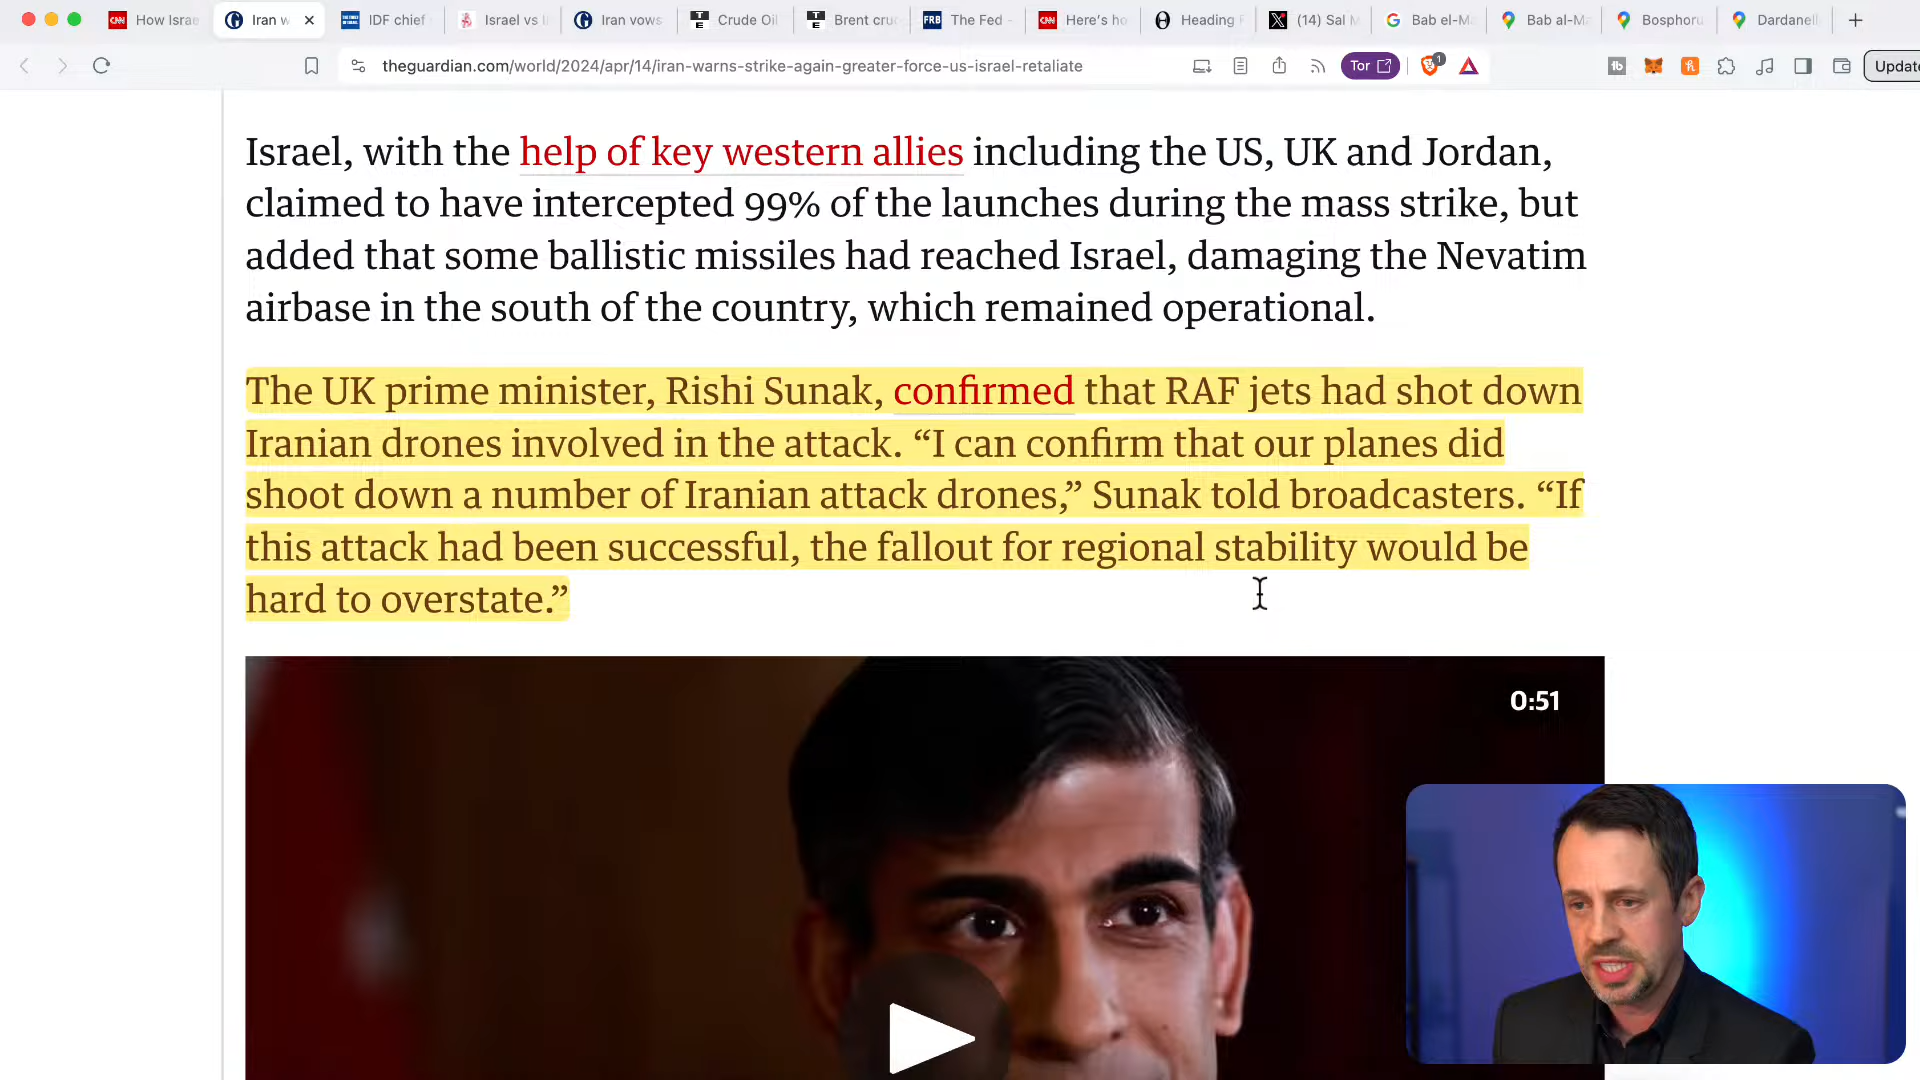 How Israe
Iran w
IDF chief
Israel vs I
Iran vows
Crude Oil
Brent cru
The Fed -
Here's ho
Heading
(14) Sal M
Bab el-Ma
Bab al-Ma
Bosphoru
Dardanell
theguardian.com/world/2024/apr/14/iran-warns-strike-again-greater-force-us-israel-retaliate
Tor
1
Update
Israel, with the help of key western allies including the US, UK and Jordan,
claimed to have intercepted 99% of the launches during the mass strike, but
added that some ballistic missiles had reached Israel, damaging the Nevatim
airbase in the south of the country, which remained operational.
The UK prime minister, Rishi Sunak, confirmed that RAF jets had shot down
Iranian drones involved in the attack. “I can confirm that our planes did
shoot down a number of Iranian attack drones,” Sunak told broadcasters. “If
this attack had been successful, the fallout for regional stability would be
hard to overstate.”
0:51